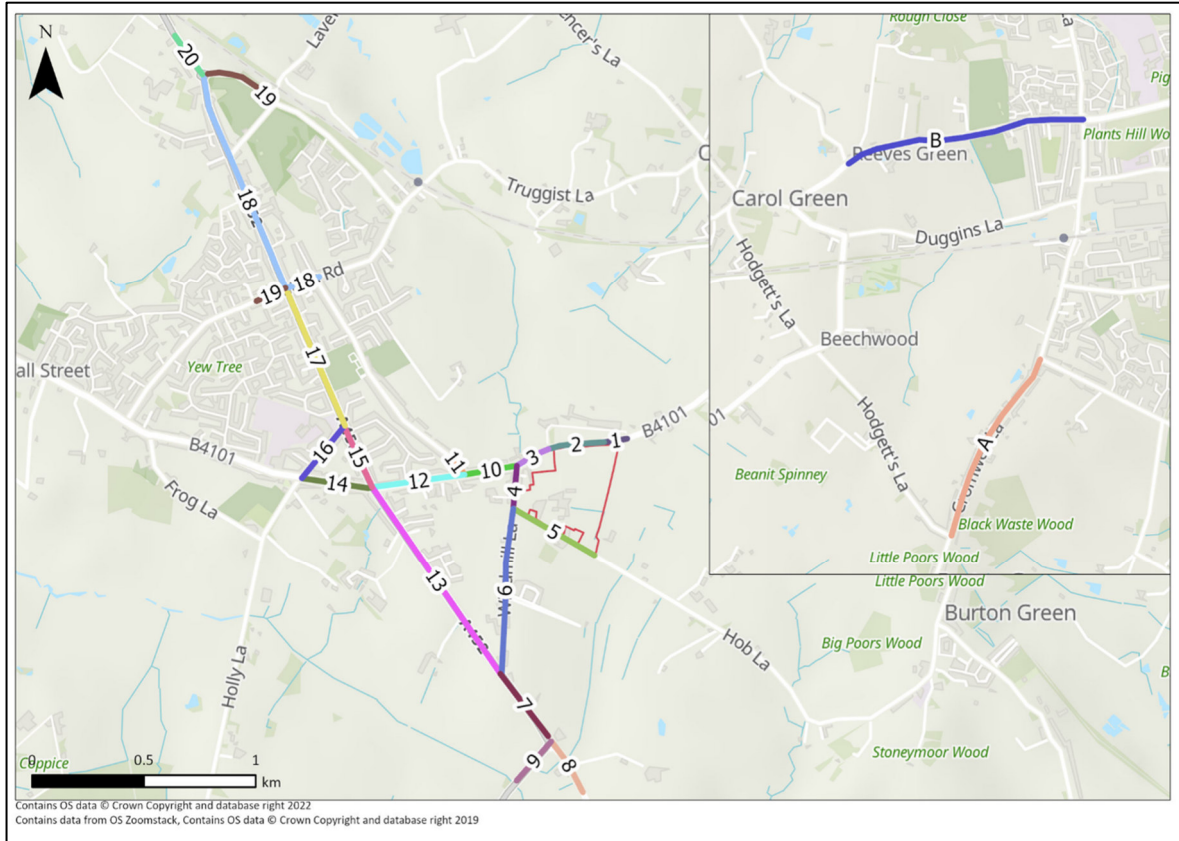 N
20
Lave
encer's La
Rough Close
La
19
Pig
Plants Hill Wo
B
Reeves Green
C
Truggist La
Carol Green
18
Duggins La
Hodgett's La
19
18
Rd
Beechwood
17
all Street
Yew Tree
B4101
01
Hodgett's La
B4101
16
15
11
3
2
1
10
12
14
4
A
Beanit Spinney
Frog La
5
Black Waste Wood
Little Poors Wood
Little Poors Wood
13
6
Burton Green
Hob La
Big Poors Wood
Holly La
B
7
Stoneymoor Wood
9
8
Coppice
0 0.5 1
km
Contains OS data © Crown Copyright and database right 2022
Contains data from OS Zoomstack, Contains OS data © Crown Copyright and database right 2019